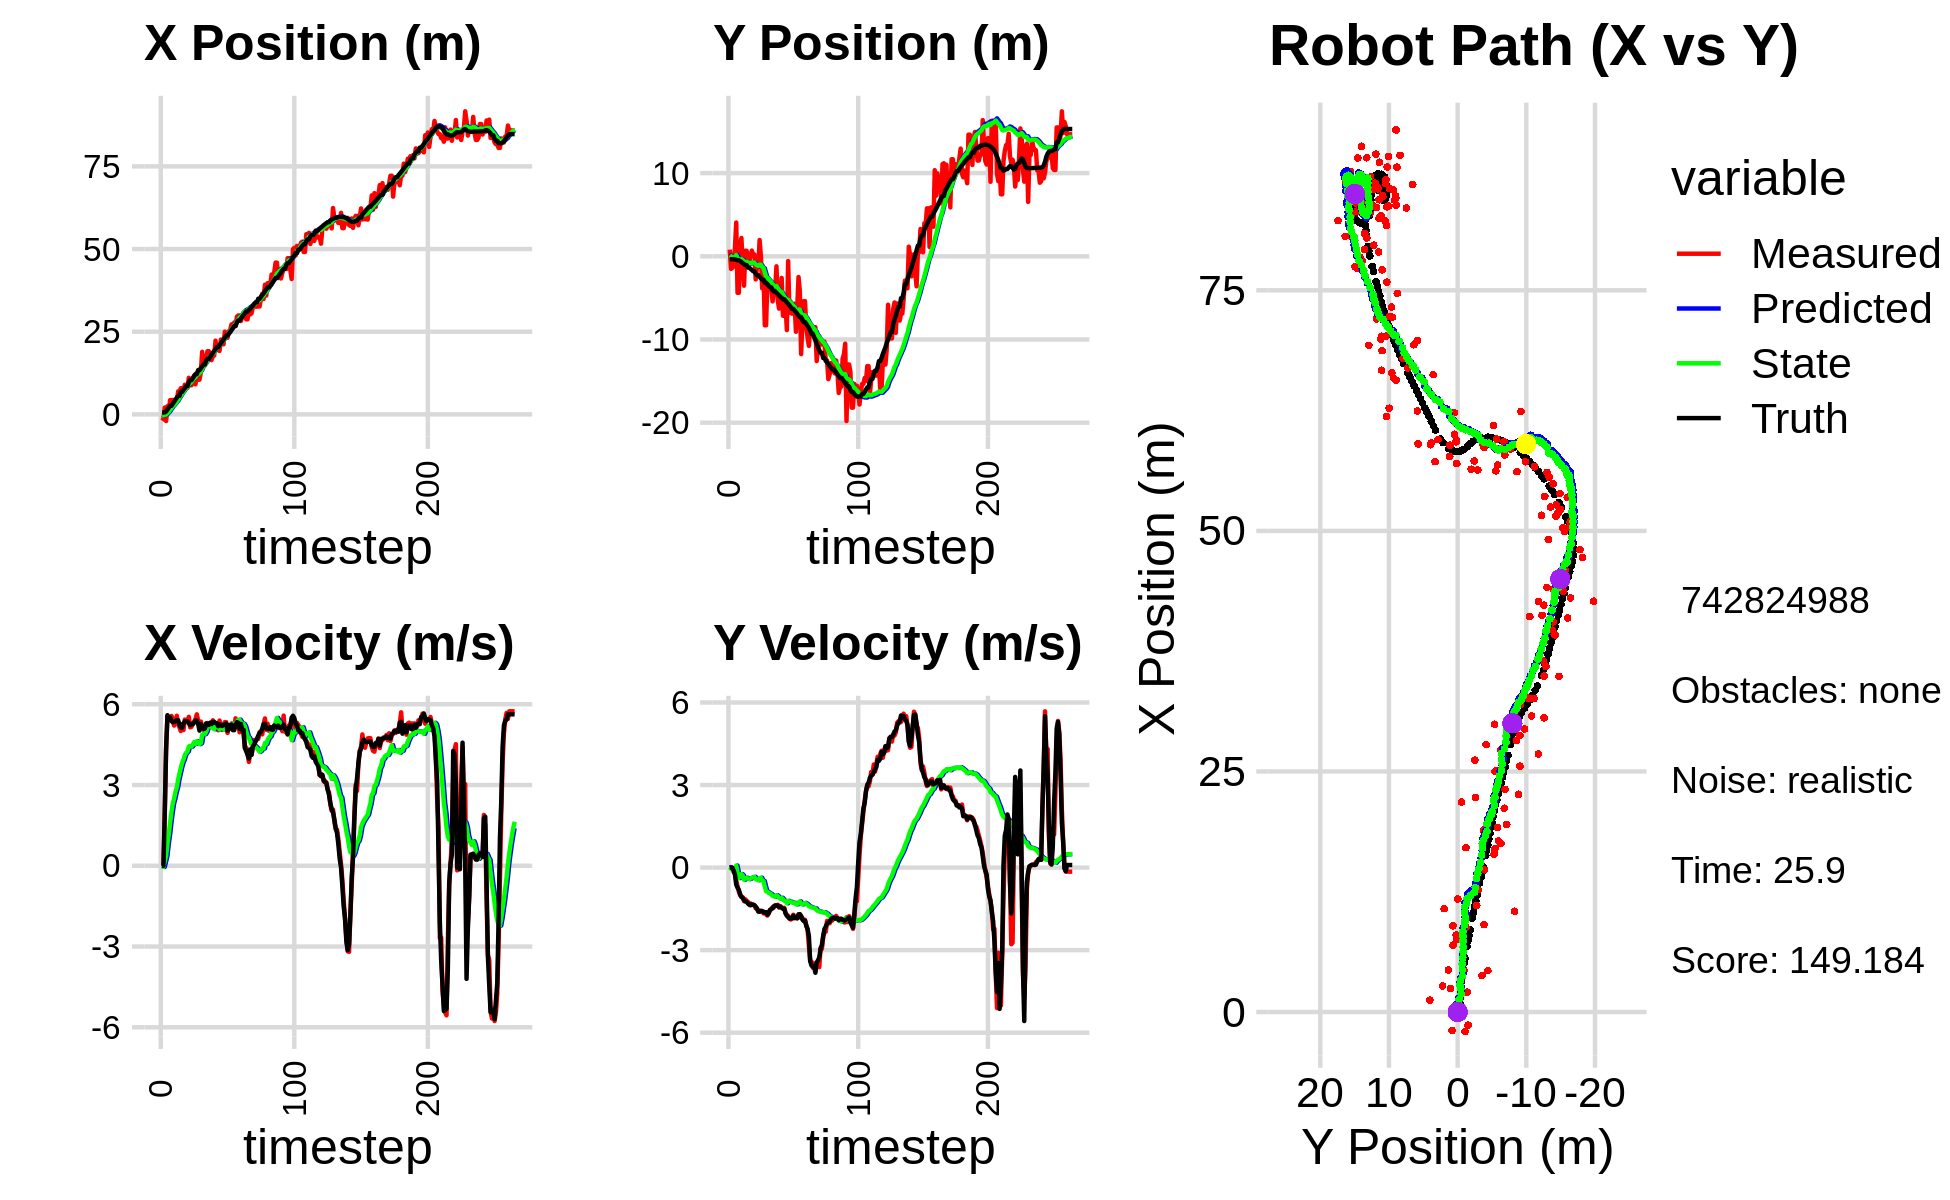 X Position (m)
75
50
25
0
0
100
200
timestep
Y Position (m)
10
0
-10
-20
0
100
200
timestep
X Velocity (m/s)
6
3
0
-3
-6
0
100
200
timestep
Y Velocity (m/s)
6
3
0
-3
-6
0
100
200
timestep
Robot Path (X vs Y)
X Position (m)
75
50
25
0
20 10 0 -10 -20
Y Position (m)
variable
Measured
Predicted
State
Truth
742824988
Obstacles: none
Noise: realistic
Time: 25.9
Score: 149.184